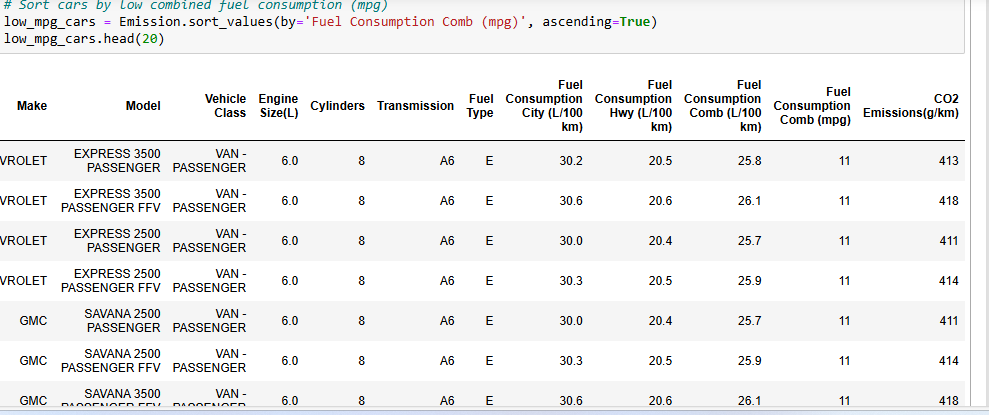 # Sort cars by low combined fuel consumption (mpg)
low_mpg_cars = Emission.sort_values(by='Fuel Consumption Comb (mpg)', ascending=True)
low_mpg_cars.head(20)
Make Model Vehicle Class Engine Size(L) Cylinders Transmission Fuel Type Fuel Consumption City (L/100 km) Fuel Consumption Hwy (L/100 km) Fuel Consumption Comb (L/100 km) Fuel Consumption Comb (mpg) CO2 Emissions(g/km)
VROLET EXPRESS 3500 PASSENGER VAN - PASSENGER 6.0 8 A6 E 30.2 20.5 25.8 11 413
VROLET EXPRESS 3500 PASSENGER FFV VAN - PASSENGER 6.0 8 A6 E 30.6 20.6 26.1 11 418
VROLET EXPRESS 2500 PASSENGER VAN - PASSENGER 6.0 8 A6 E 30.0 20.4 25.7 11 411
VROLET EXPRESS 2500 PASSENGER FFV VAN - PASSENGER 6.0 8 A6 E 30.3 20.5 25.9 11 414
GMC SAVANA 2500 PASSENGER VAN - PASSENGER 6.0 8 A6 E 30.0 20.4 25.7 11 411
GMC SAVANA 2500 PASSENGER FFV VAN - PASSENGER 6.0 8 A6 E 30.3 20.5 25.9 11 414
GMC SAVANA 3500 PASSENGER FFV VAN - PASSENGER 6.0 8 A6 E 30.6 20.6 26.1 11 418